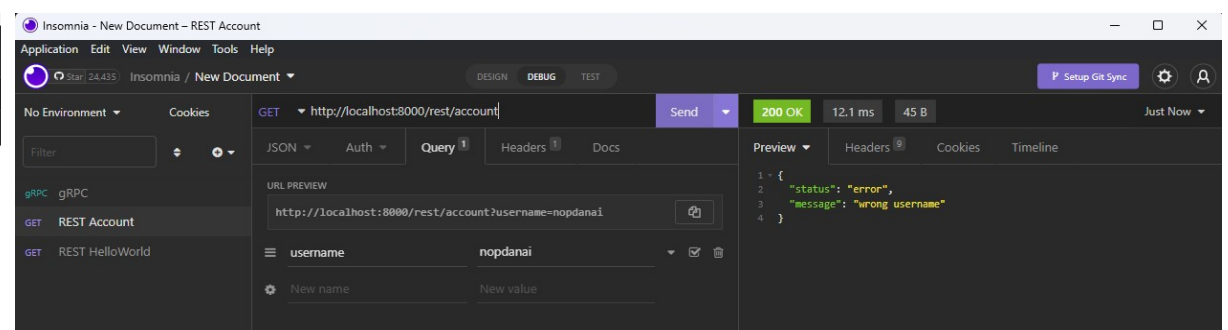 Insomnia - New Document – REST Account
Application Edit View Window Tools Help
Star 24,435 Insomnia / New Document DESIGN DEBUG TEST Setup Git Sync
No Environment Cookies GET http://localhost:8000/rest/account Send 200 OK 12.1 ms 45 B Just Now
Filter JSON Auth Query 1 Headers 1 Docs Preview Headers 9 Cookies Timeline
URL PREVIEW
http://localhost:8000/rest/account?username=nopdanai
gRPC gRPC
GET REST Account
GET REST HelloWorld
username nopdanai
New name New value
1 {
2 "status": "error",
3 "message": "wrong username"
4 }